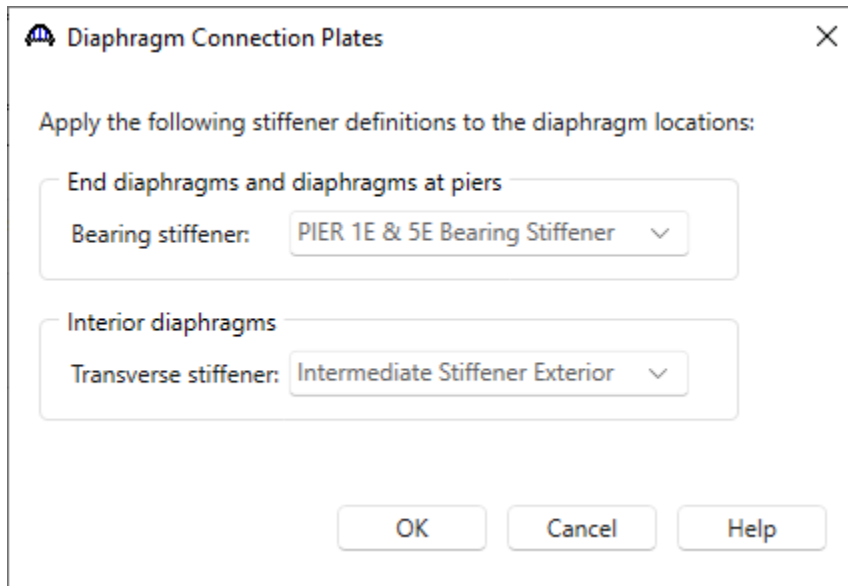 Diaphragm Connection Plates
Apply the following stiffener definitions to the diaphragm locations:
End diaphragms and diaphragms at piers
Bearing stiffener: PIER 1E & 5E Bearing Stiffener
Interior diaphragms
Transverse stiffener: Intermediate Stiffener Exterior
OK Cancel Help